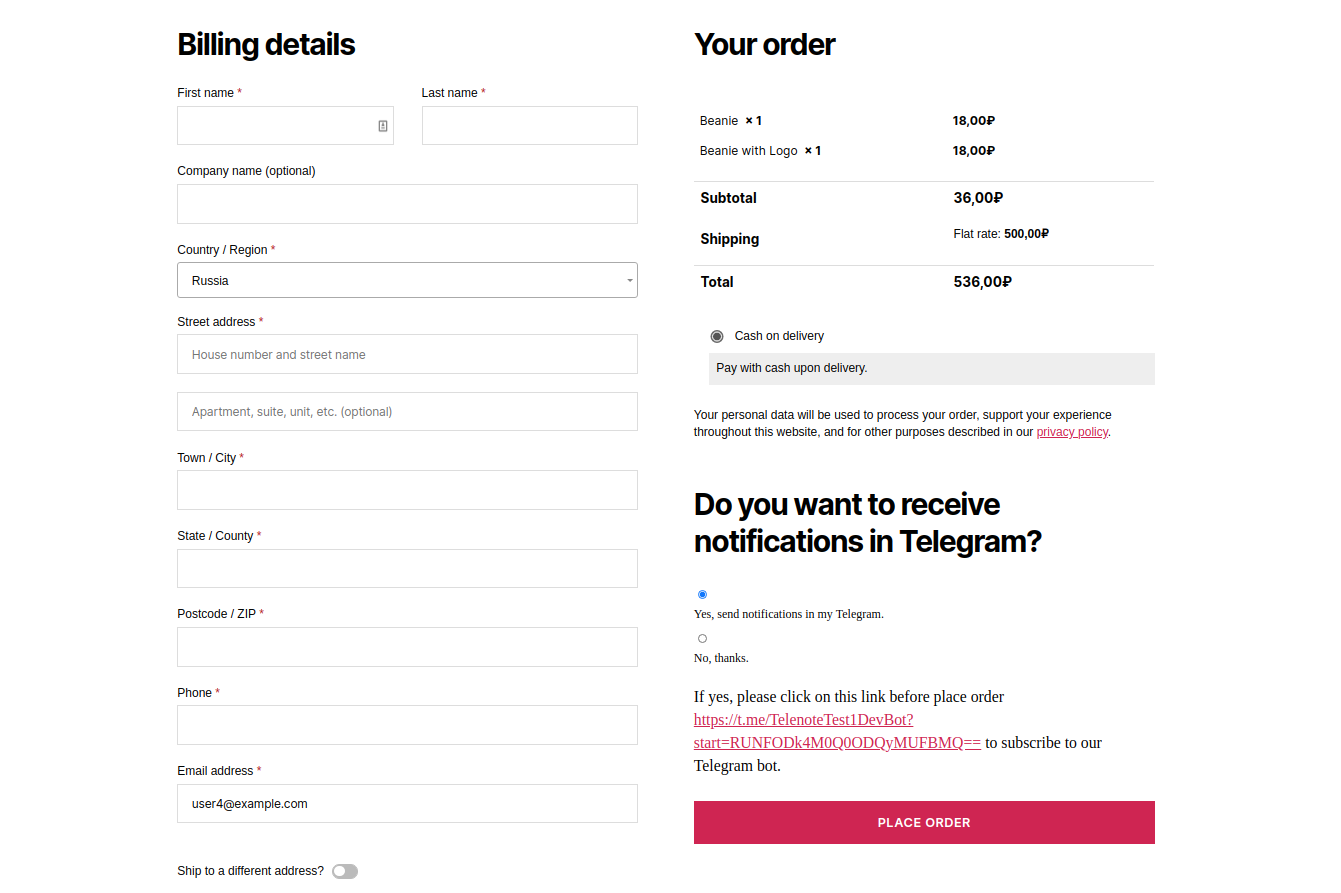 Billing details
First name *
Last name *
Company name (optional)
Country / Region *
Russia
Street address *
House number and street name
Apartment, suite, unit, etc. (optional)
Town / City *
State / County *
Postcode / ZIP *
Phone *
Email address *
user4@example.com
Ship to a different address?
Your order
Beanie × 1 18,00₽
Beanie with Logo × 1 18,00₽
Subtotal 36,00₽
Shipping Flat rate: 500,00₽
Total 536,00₽
Cash on delivery
Pay with cash upon delivery.
Your personal data will be used to process your order, support your experience
throughout this website, and for other purposes described in our privacy policy.
Do you want to receive
notifications in Telegram?
Yes, send notifications in my Telegram.
No, thanks.
If yes, please click on this link before place order
https://t.me/TelenoteTest1DevBot?
start=RUNFODk4M0Q0ODQyMUFBMQ== to subscribe to our
Telegram bot.
PLACE ORDER